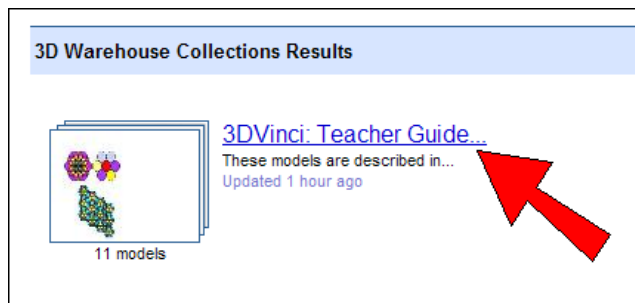 3D Warehouse Collections Results
3DVinci: Teacher Guide...
These models are described in...
Updated 1 hour ago
11 models